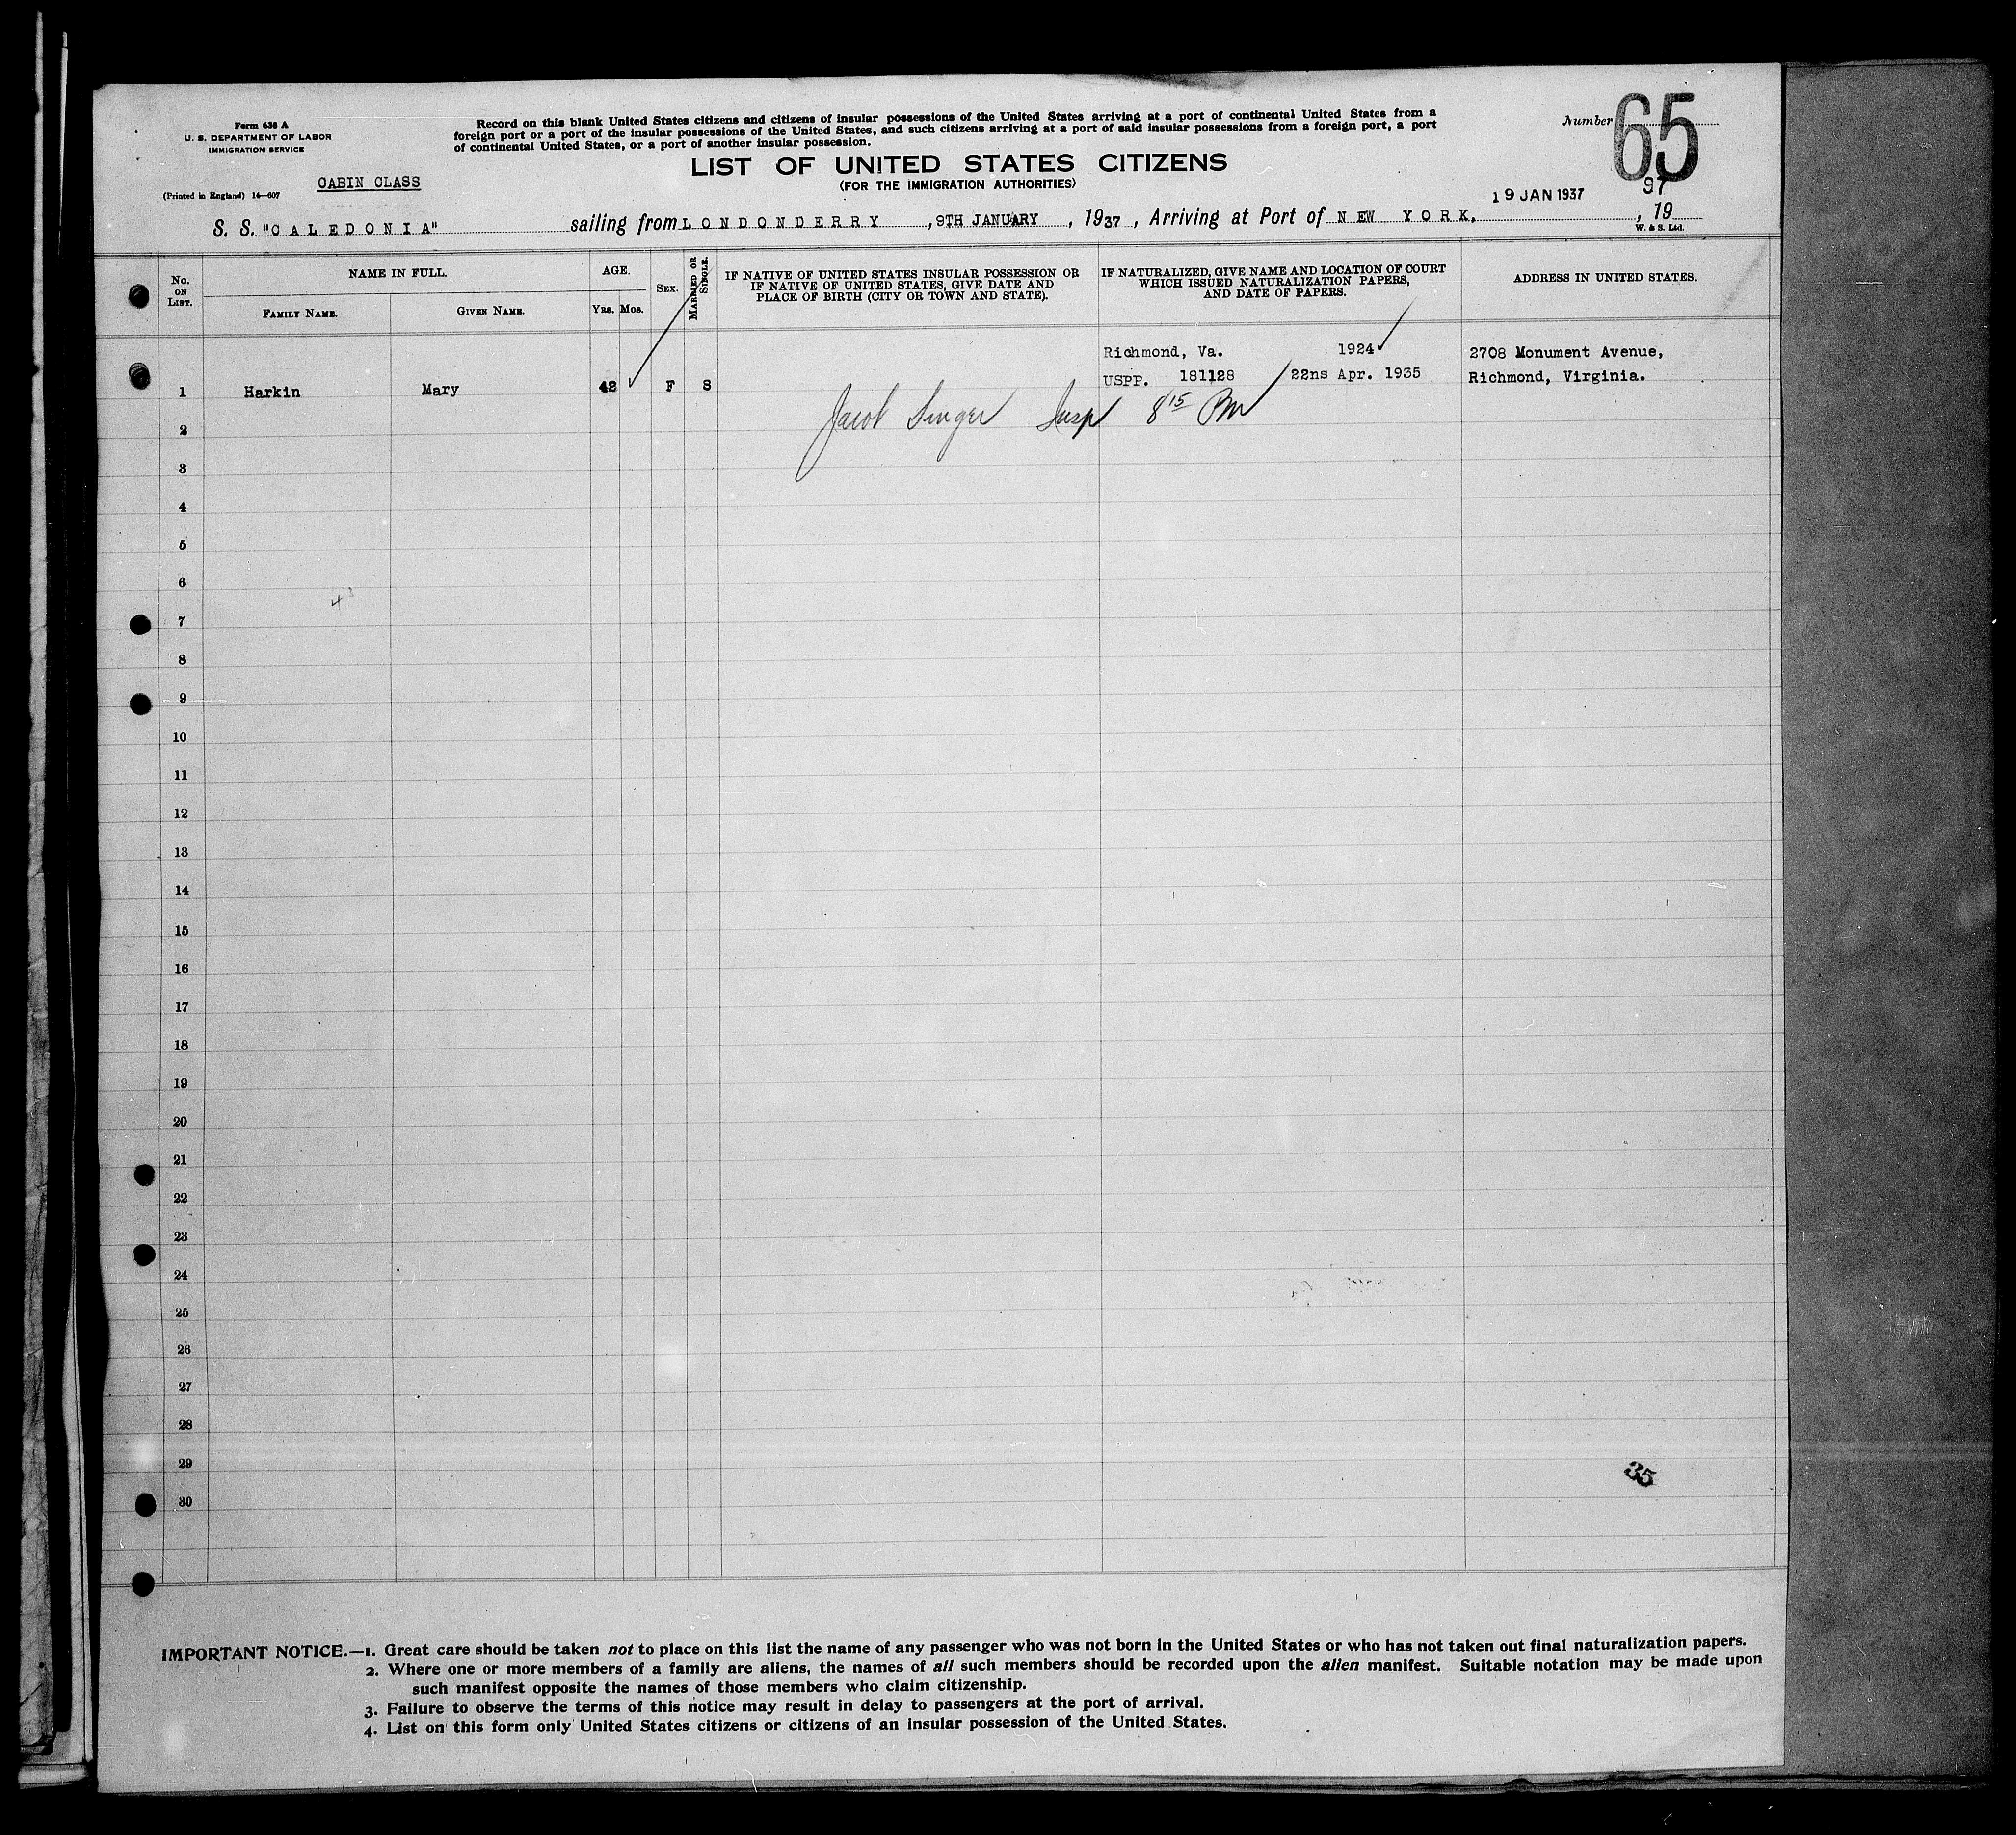 Form 630 A
U. S. DEPARTMENT OF LABOR
IMMIGRATION SERVICE
(Printed in England) 14—607
CABIN CLASS
Record on this blank United States citizens and citizens of insular possessions of the United States arriving at a port of continental United States from a
foreign port or a port of the insular possessions of the United States, and such citizens arriving at a port of said insular possessions from a foreign port, a port
of continental United States, or a port of another insular possession.
LIST OF UNITED STATES CITIZENS
(FOR THE IMMIGRATION AUTHORITIES)
Number 65
97
19 JAN 1937
S. S. "CALEDONIA" sailing from LONDONDERRY, 9TH JANUARY, 1937, Arriving at Port of NEW YORK, , 19
W. & S. Ltd.
No. ON LIST.
NAME IN FULL.
FAMILY NAME.
GIVEN NAME.
AGE.
YRS. MOS.
SEX.
MARRIED OR SINGLE.
IF NATIVE OF UNITED STATES INSULAR POSSESSION OR
IF NATIVE OF UNITED STATES, GIVE DATE AND
PLACE OF BIRTH (CITY OR TOWN AND STATE).
IF NATURALIZED, GIVE NAME AND LOCATION OF COURT
WHICH ISSUED NATURALIZATION PAPERS,
AND DATE OF PAPERS.
ADDRESS IN UNITED STATES.
Richmond, Va. 1924 2708 Monument Avenue,
USPP. 181128 22ns Apr. 1935 Richmond, Virginia.
1 Harkin Mary 42 F S
Jacob Singer Insp 8 15 PM
2
3
4
5
6
7
8
9
10
11
12
13
14
15
16
17
18
19
20
21
22
23
24
25
26
27
28
29
35
30
IMPORTANT NOTICE.—1. Great care should be taken not to place on this list the name of any passenger who was not born in the United States or who has not taken out final naturalization papers.
2. Where one or more members of a family are aliens, the names of all such members should be recorded upon the alien manifest. Suitable notation may be made upon
such manifest opposite the names of those members who claim citizenship.
3. Failure to observe the terms of this notice may result in delay to passengers at the port of arrival.
4. List on this form only United States citizens or citizens of an insular possession of the United States.